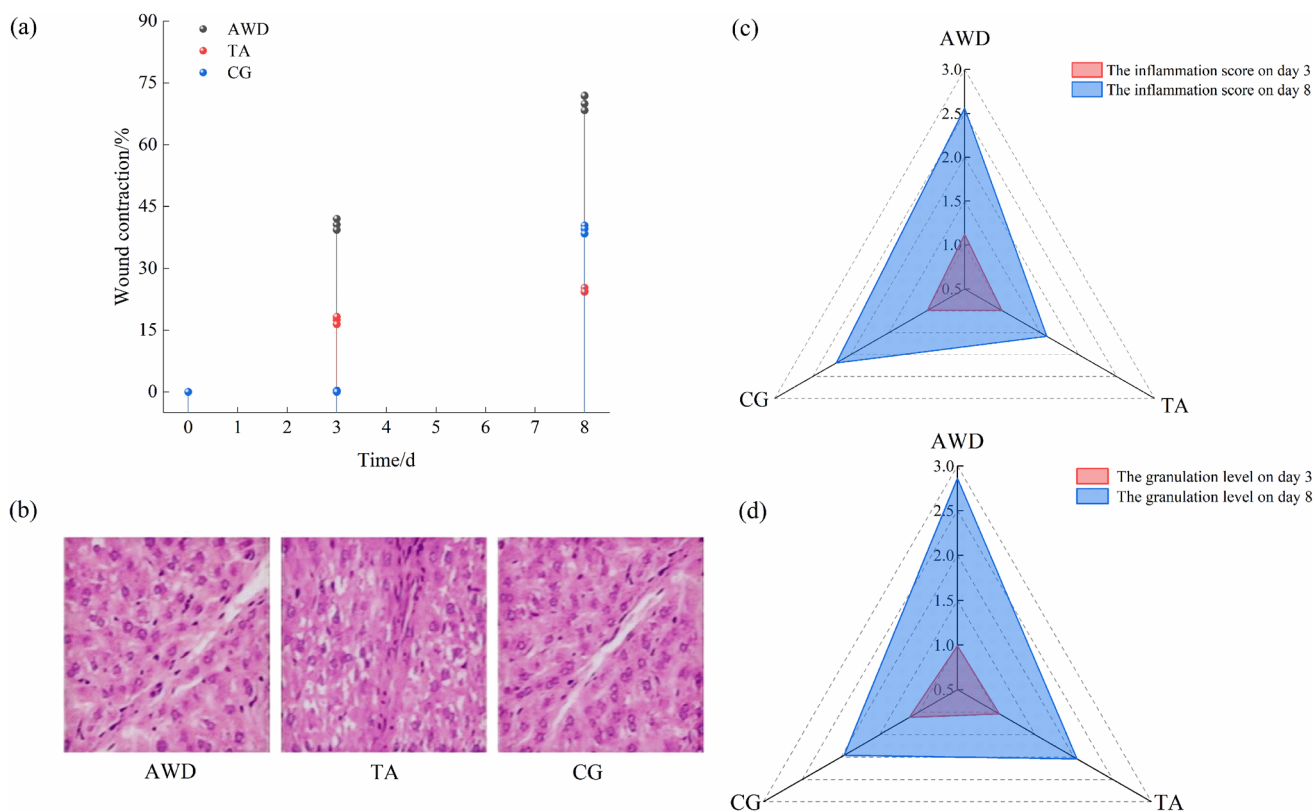 (a)
90
75
60
45
30
15
0
Wound contraction/%
AWD
TA
CG
0 1 2 3 4 5 6 7 8
Time/d
(b)
AWD TA CG
(c)
AWD
3.0
2.5
2.0
1.5
1.0
0.5
CG
TA
The inflammation score on day 3
The inflammation score on day 8
(d)
AWD
3.0
2.5
2.0
1.5
1.0
0.5
CG
TA
The granulation level on day 3
The granulation level on day 8